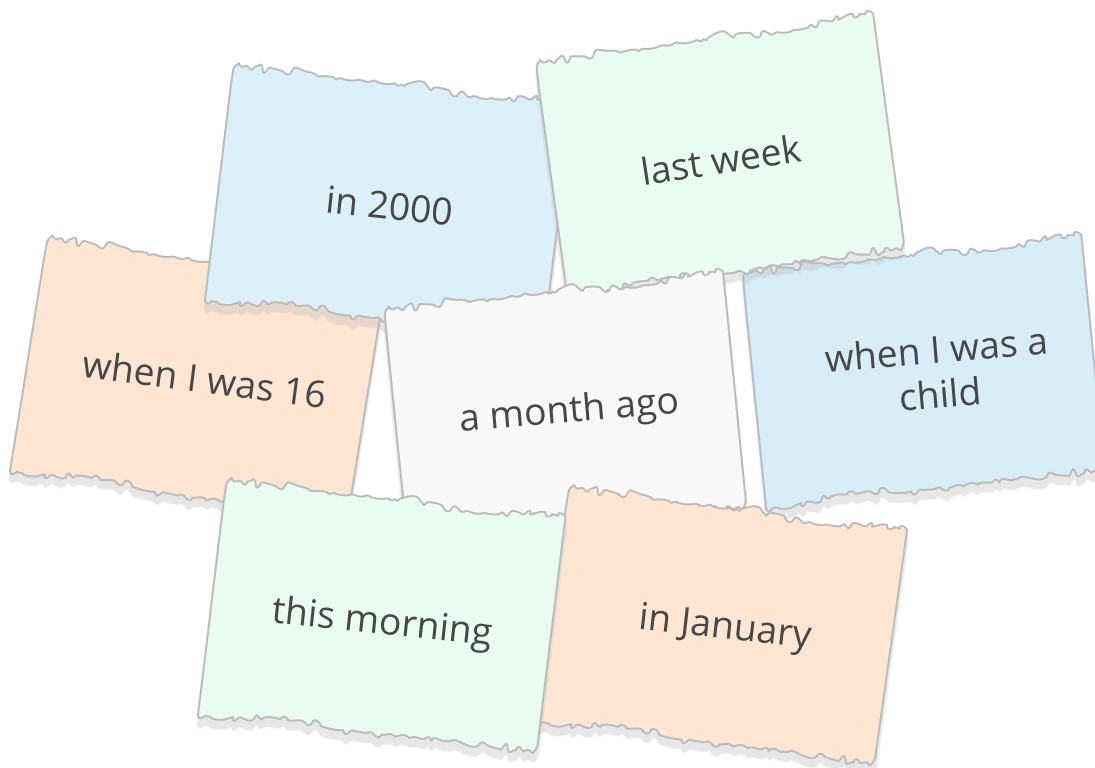 in 2000
last week
when I was 16
a month ago
when I was a
child
this morning
in January